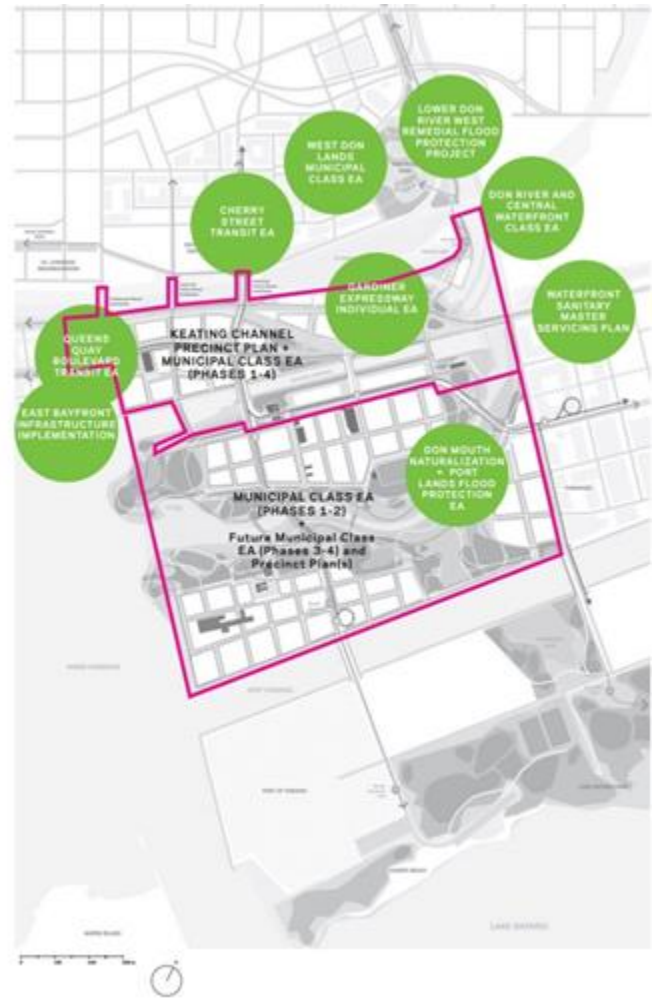 LOWER DON
RIVER WEST
REMEDIAL FLOOD
PROTECTION
PROJECT
WEST DON
LANDS
MUNICIPAL
CLASS EA
CHERRY
STREET
TRANSIT EA
DON RIVER AND
CENTRAL
WATERFRONT
CLASS EA
GARDINER
EXPRESSWAY
INDIVIDUAL EA
WATERFRONT
SANITARY
MASTER
SERVICING PLAN
QUEENS
QUAY
BOULEVARD
TRANSIT EA
KEATING CHANNEL
PRECINCT PLAN +
MUNICIPAL CLASS EA
(PHASES 1-4)
EAST BAYFRONT
INFRASTRUCTURE
IMPLEMENTATION
DON MOUTH
NATURALIZATION
+ PORT
LANDS FLOOD
PROTECTION
EA
MUNICIPAL CLASS EA
(PHASES 1-2)
+
Future Municipal Class
EA (Phases 3-4) and
Precinct Plan(s)
LAKE ONTARIO